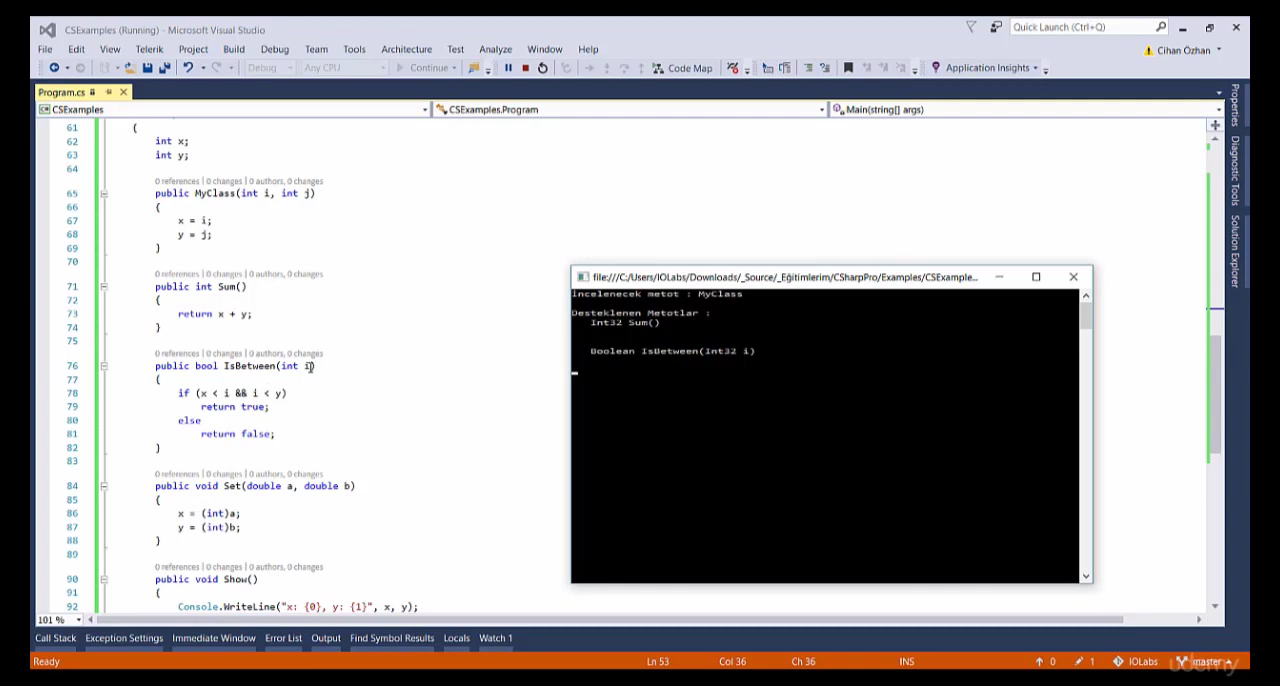 CSExamples (Running) - Microsoft Visual Studio
Quick Launch (Ctrl+Q)
File Edit View Telerik Project Build Debug Team Tools Architecture Test Analyze Window Help
Cihan Özhan
Debug Any CPU Continue Code Map Application Insights
Program.cs
CSExamples CSExamples.Program Main(string[] args)
Properties
Diagnostic Tools
Solution Explorer
61 {
62 int x;
63 int y;
64
0 references | 0 changes | 0 authors, 0 changes
65 public MyClass(int i, int j)
66 {
67 x = i;
68 y = j;
69 }
70
0 references | 0 changes | 0 authors, 0 changes
71 public int Sum()
72 {
73 return x + y;
74 }
75
0 references | 0 changes | 0 authors, 0 changes
76 public bool IsBetween(int i)
77 {
78 if (x < i && i < y)
79 return true;
80 else
81 return false;
82 }
83
0 references | 0 changes | 0 authors, 0 changes
84 public void Set(double a, double b)
85 {
86 x = (int)a;
87 y = (int)b;
88 }
89
0 references | 0 changes | 0 authors, 0 changes
90 public void Show()
91 {
92 Console.WriteLine("x: {0}, y: {1}", x, y);
file:///C:/Users/IOLabs/Downloads/_Source/_Eğitimlerim/CSharpPro/Examples/CSExample...
İncelenecek metot : MyClass
Desteklenen Metotlar :
Int32 Sum()
Boolean IsBetween(Int32 i)
101 %
Call Stack Exception Settings Immediate Window Error List Output Find Symbol Results Locals Watch 1
Ready Ln 53 Col 36 Ch 36 INS 0 1 IOLabs master
udemy